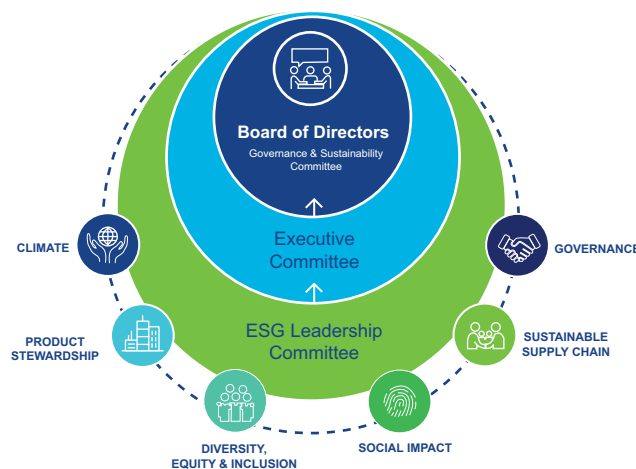 Board of Directors
Governance & Sustainability
Committee
Executive
Committee
ESG Leadership
Committee
CLIMATE
PRODUCT
STEWARDSHIP
DIVERSITY,
EQUITY & INCLUSION
SOCIAL IMPACT
SUSTAINABLE
SUPPLY CHAIN
GOVERNANCE